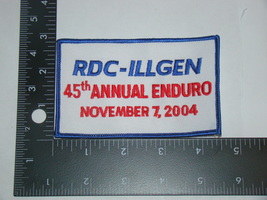 RDC-ILLGEN
45th ANNUAL ENDURO
NOVEMBER 7, 2004